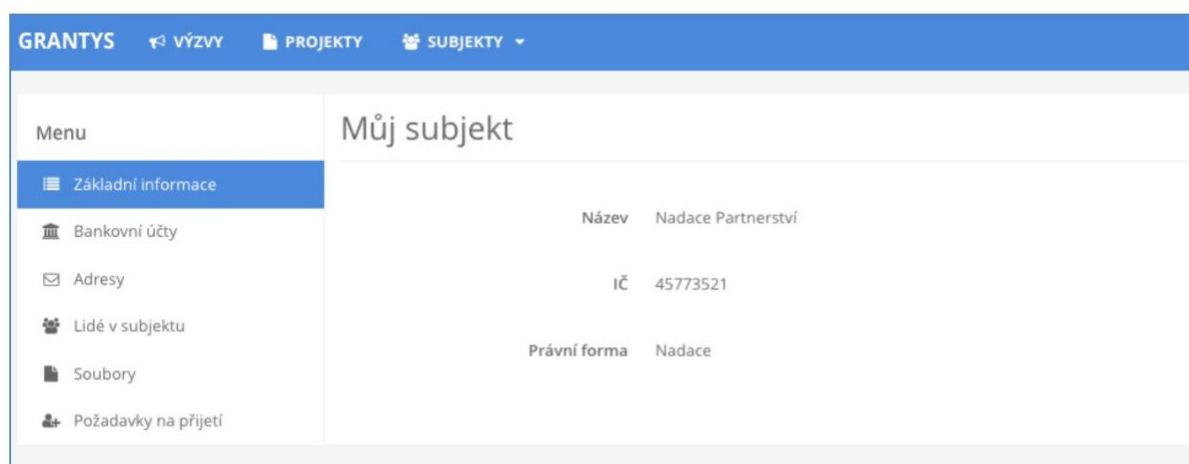 GRANTYS VÝZVY PROJEKTY SUBJEKTY
Menu
Základní informace
Bankovní účty
Adresy
Lidé v subjektu
Soubory
Požadavky na přijetí
Můj subjekt
Název Nadace Partnerství
IČ 45773521
Právní forma Nadace